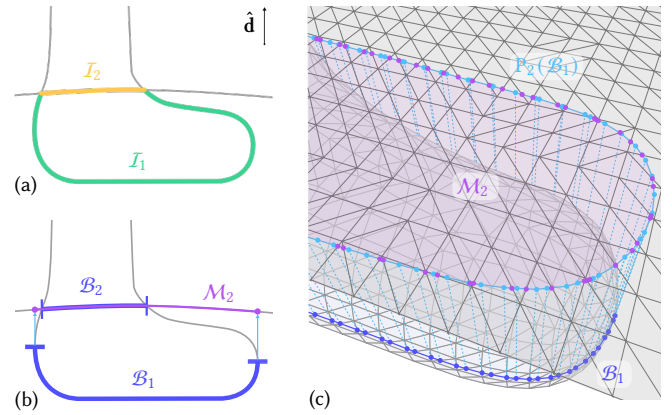 (a)
d̂
ℐ₂
ℐ₁
(b)
ℬ₂
ℳ₂
ℬ₁
(c)
P₂(ℬ₁)
ℳ₂
ℬ₁